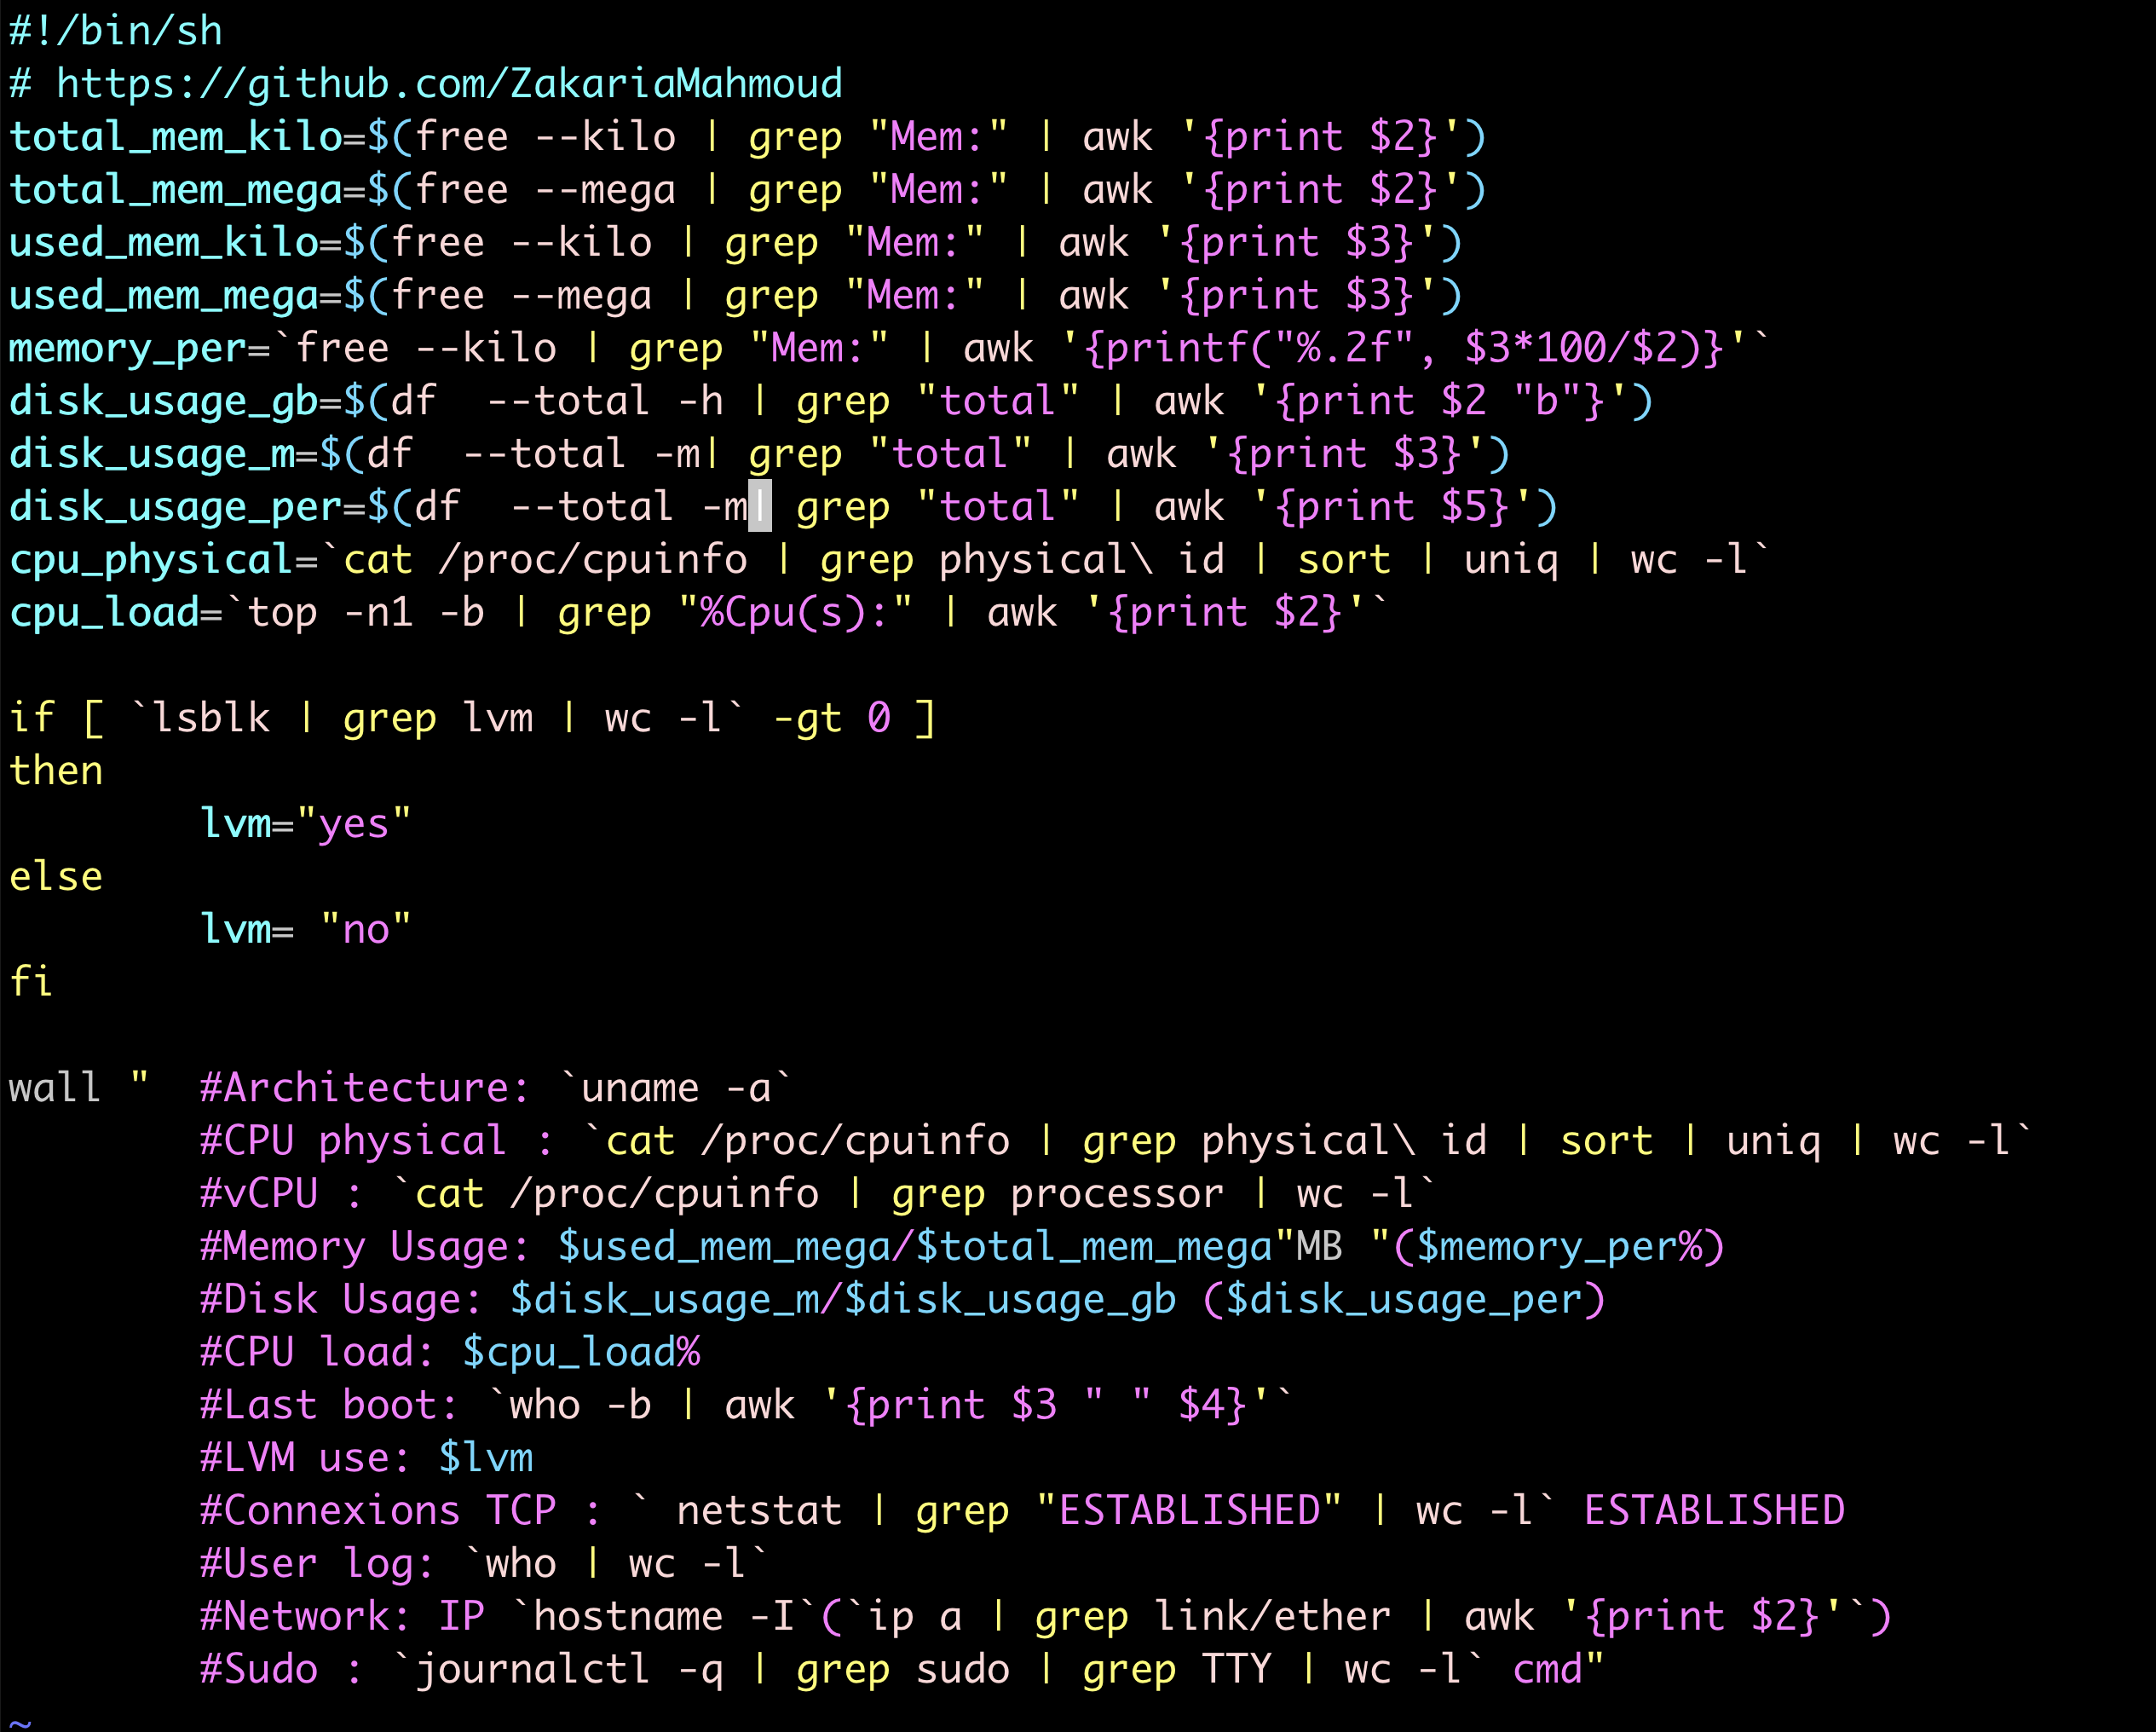 #!/bin/sh
# https://github.com/ZakariaMahmoud
total_mem_kilo=$(free --kilo | grep "Mem:" | awk '{print $2}')
total_mem_mega=$(free --mega | grep "Mem:" | awk '{print $2}')
used_mem_kilo=$(free --kilo | grep "Mem:" | awk '{print $3}')
used_mem_mega=$(free --mega | grep "Mem:" | awk '{print $3}')
memory_per=`free --kilo | grep "Mem:" | awk '{printf("%.2f", $3*100/$2)}'`
disk_usage_gb=$(df  --total -h | grep "total" | awk '{print $2 "b"}')
disk_usage_m=$(df  --total -m| grep "total" | awk '{print $3}')
disk_usage_per=$(df  --total -m| grep "total" | awk '{print $5}')
cpu_physical=`cat /proc/cpuinfo | grep physical\ id | sort | uniq | wc -l`
cpu_load=`top -n1 -b | grep "%Cpu(s):" | awk '{print $2}'`

if [ `lsblk | grep lvm | wc -l` -gt 0 ]
then
        lvm="yes"
else
        lvm= "no"
fi

wall "  #Architecture: `uname -a`
        #CPU physical : `cat /proc/cpuinfo | grep physical\ id | sort | uniq | wc -l`
        #vCPU : `cat /proc/cpuinfo | grep processor | wc -l`
        #Memory Usage: $used_mem_mega/$total_mem_mega"MB "($memory_per%)
        #Disk Usage: $disk_usage_m/$disk_usage_gb ($disk_usage_per)
        #CPU load: $cpu_load%
        #Last boot: `who -b | awk '{print $3 " " $4}'`
        #LVM use: $lvm
        #Connexions TCP : ` netstat | grep "ESTABLISHED" | wc -l` ESTABLISHED
        #User log: `who | wc -l`
        #Network: IP `hostname -I`(`ip a | grep link/ether | awk '{print $2}'`)
        #Sudo : `journalctl -q | grep sudo | grep TTY | wc -l` cmd"
~